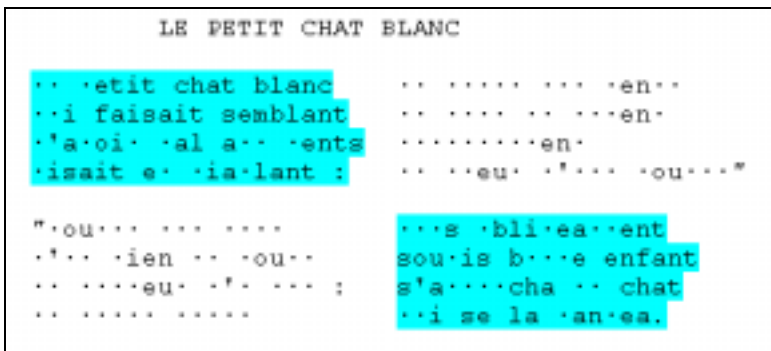 LE PETIT CHAT BLANC
·· ·etit chat blanc
··i faisait semblant
·'a·oi· ·al a·· ·ents
·isait e· ·ia·lant :
"·ou··· ··· ····
·'·· ·ien ·· ·ou··
·· ····eu· ·'· ··· :
·· ····· ·····
·· ····· ··· ·en··
·· ···· ·· ···en·
·········en·
·· ··eu· ·'··· ·ou···"
···s ·bli·ea··ent
sou·is b···e enfant
s'a····cha ·· chat
··i se la ·an·ea.